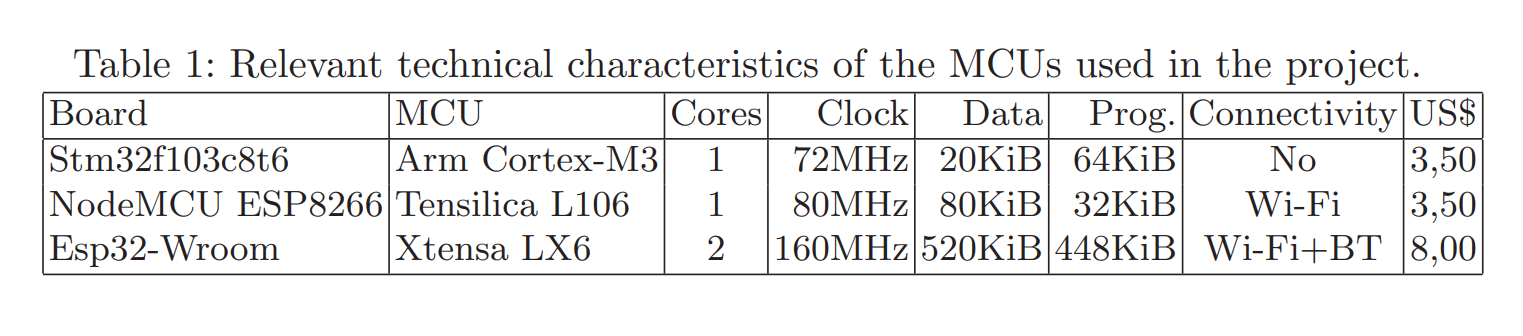 Table 1: Relevant technical characteristics of the MCUs used in the project.
Board MCU Cores Clock Data Prog. Connectivity US$
Stm32f103c8t6 Arm Cortex-M3 1 72MHz 20KiB 64KiB No 3,50
NodeMCU ESP8266 Tensilica L106 1 80MHz 80KiB 32KiB Wi-Fi 3,50
Esp32-Wroom Xtensa LX6 2 160MHz 520KiB 448KiB Wi-Fi+BT 8,00